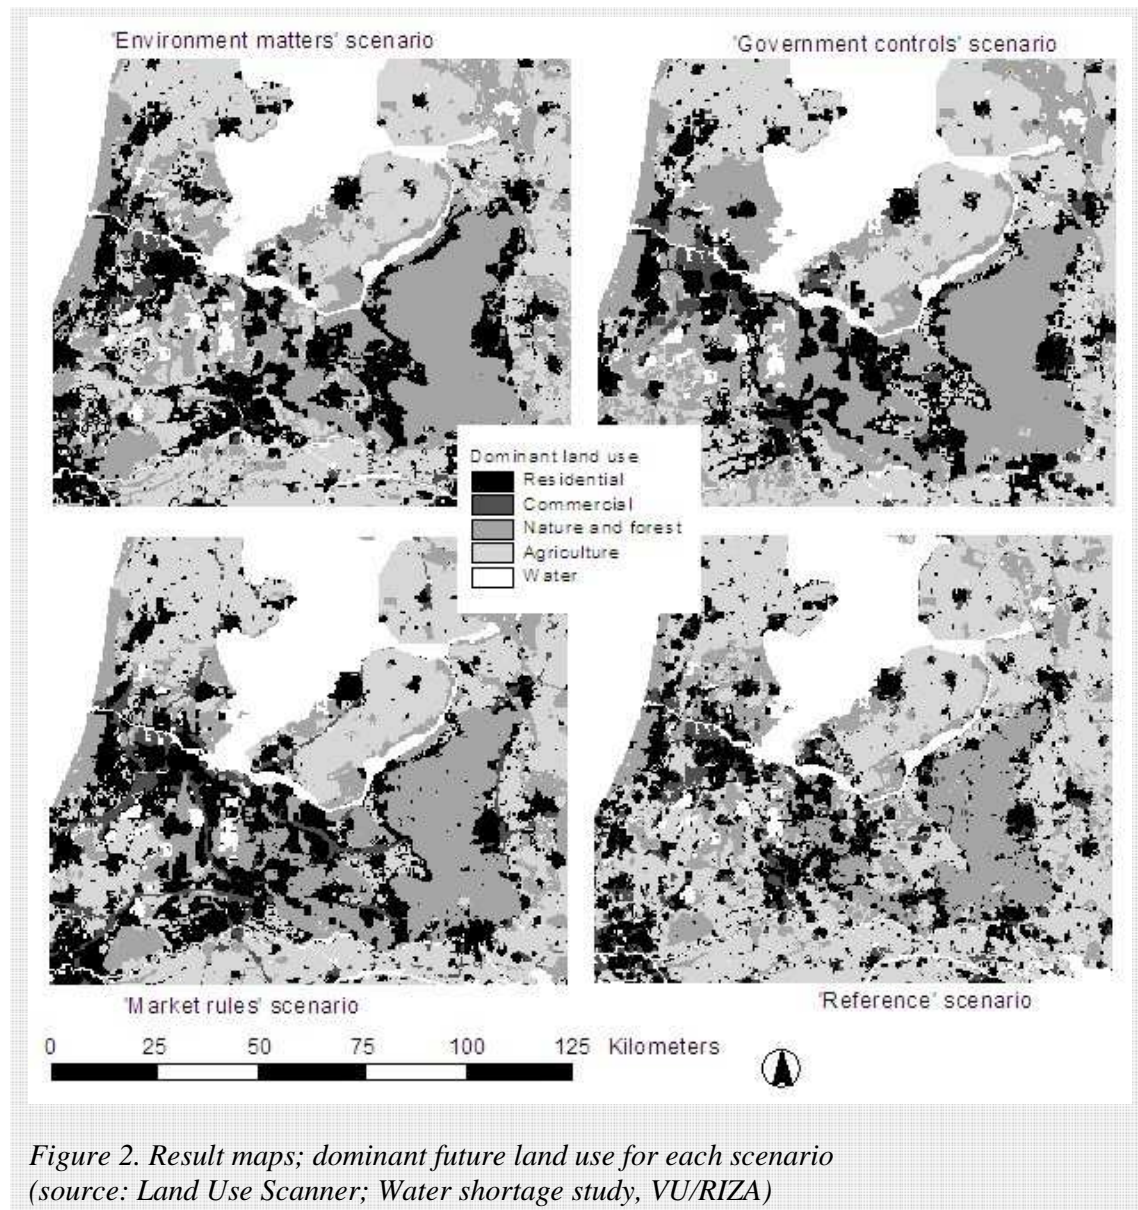 'Environment matters' scenario
'Government controls' scenario
Dominant land use
Residential
Commercial
Nature and forest
Agriculture
Water
'Market rules' scenario
'Reference' scenario
0 25 50 75 100 125 Kilometers
Figure 2. Result maps; dominant future land use for each scenario
(source: Land Use Scanner; Water shortage study, VU/RIZA)